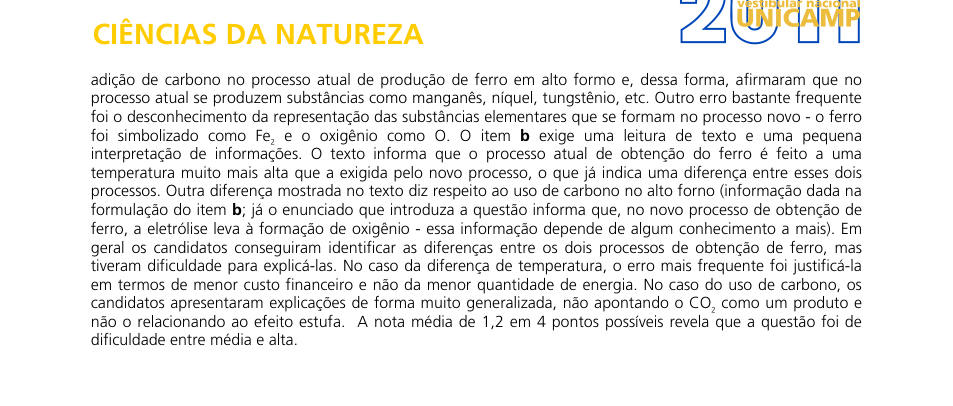 vestibular nacional
2011
UNICAMP
CIÊNCIAS DA NATUREZA
adição de carbono no processo atual de produção de ferro em alto formo e, dessa forma, afirmaram que no
processo atual se produzem substâncias como manganês, níquel, tungstênio, etc. Outro erro bastante frequente
foi o desconhecimento da representação das substâncias elementares que se formam no processo novo - o ferro
foi simbolizado como Fe₂ e o oxigênio como O. O item b exige uma leitura de texto e uma pequena
interpretação de informações. O texto informa que o processo atual de obtenção do ferro é feito a uma
temperatura muito mais alta que a exigida pelo novo processo, o que já indica uma diferença entre esses dois
processos. Outra diferença mostrada no texto diz respeito ao uso de carbono no alto forno (informação dada na
formulação do item b; já o enunciado que introduza a questão informa que, no novo processo de obtenção de
ferro, a eletrólise leva à formação de oxigênio - essa informação depende de algum conhecimento a mais). Em
geral os candidatos conseguiram identificar as diferenças entre os dois processos de obtenção de ferro, mas
tiveram dificuldade para explicá-las. No caso da diferença de temperatura, o erro mais frequente foi justificá-la
em termos de menor custo financeiro e não da menor quantidade de energia. No caso do uso de carbono, os
candidatos apresentaram explicações de forma muito generalizada, não apontando o CO₂ como um produto e
não o relacionando ao efeito estufa.  A nota média de 1,2 em 4 pontos possíveis revela que a questão foi de
dificuldade entre média e alta.